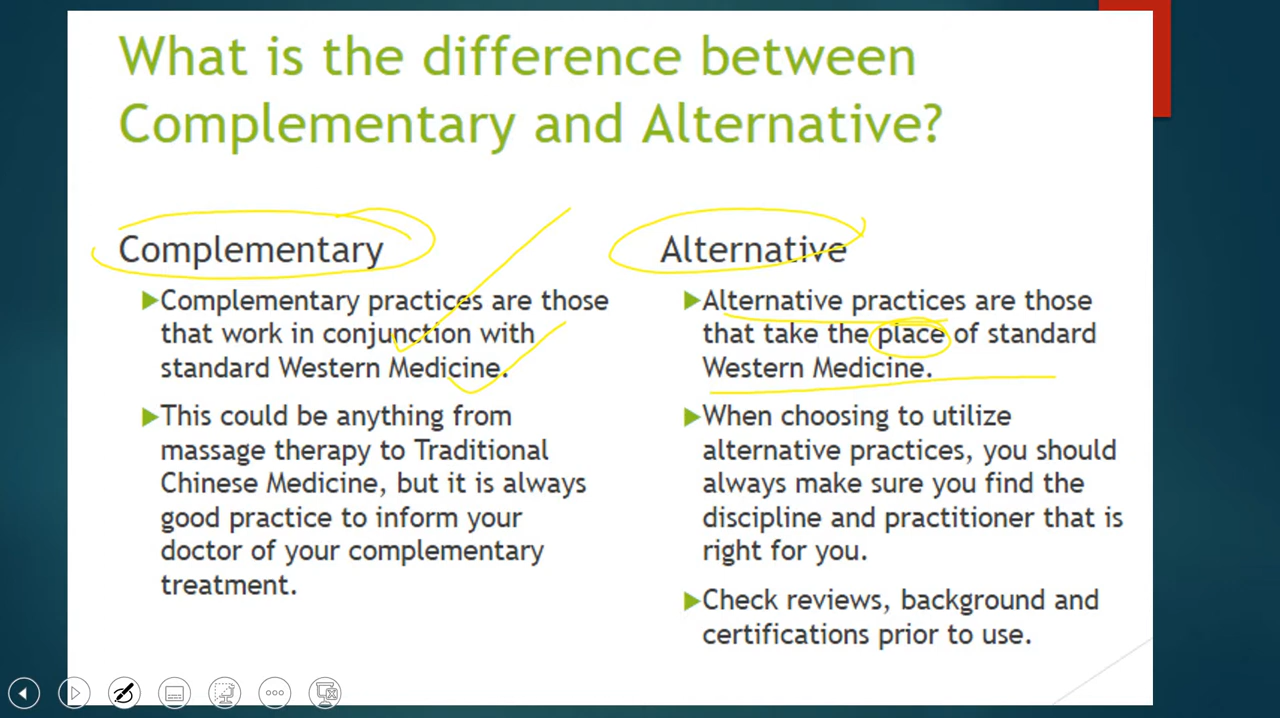 What is the difference between
Complementary and Alternative?
Complementary
Complementary practices are those
that work in conjunction with
standard Western Medicine.
This could be anything from
massage therapy to Traditional
Chinese Medicine, but it is always
good practice to inform your
doctor of your complementary
treatment.
Alternative
Alternative practices are those
that take the place of standard
Western Medicine.
When choosing to utilize
alternative practices, you should
always make sure you find the
discipline and practitioner that is
right for you.
Check reviews, background and
certifications prior to use.